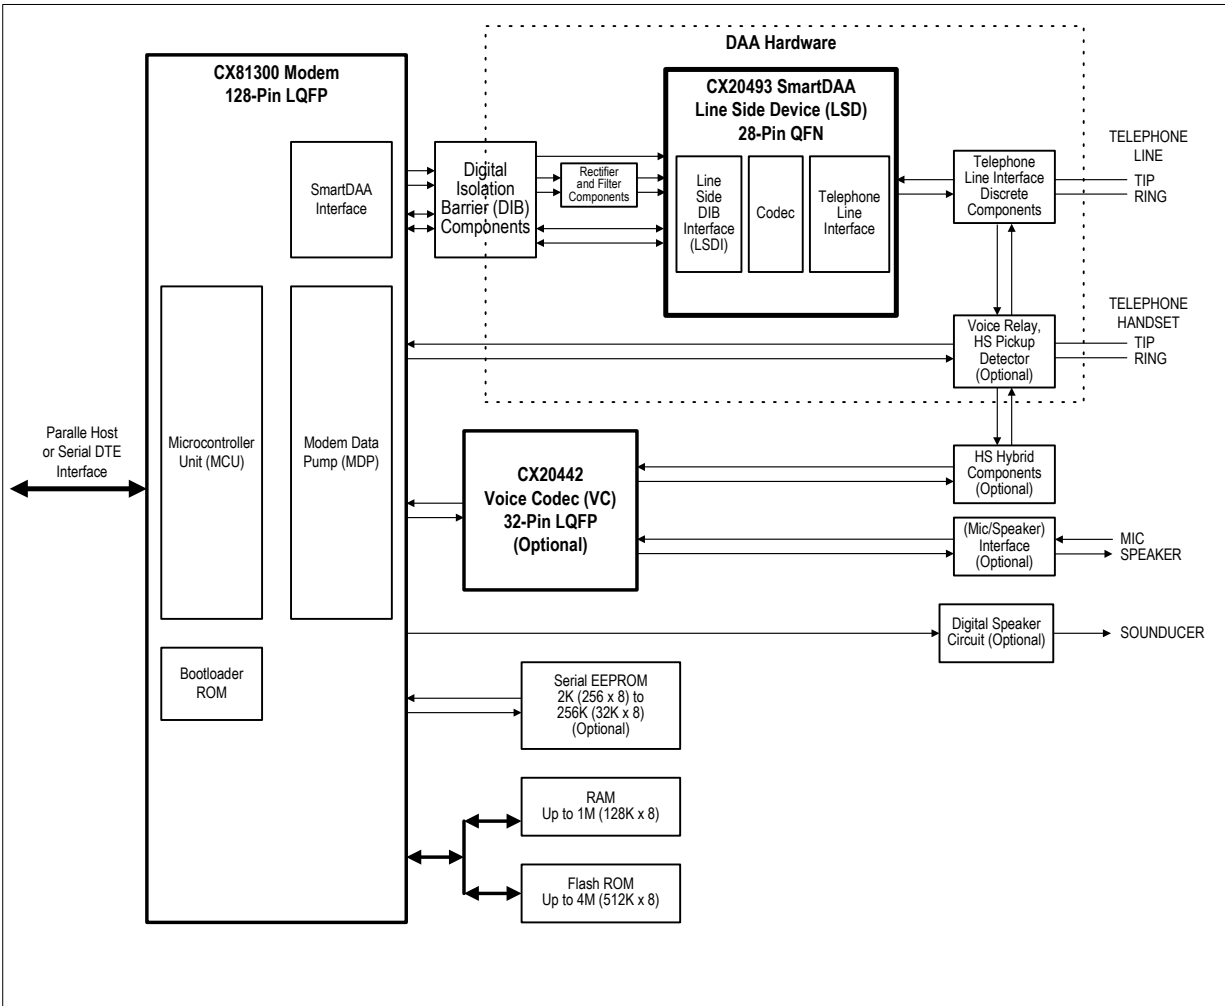 DAA Hardware
CX81300 Modem
128-Pin LQFP
CX20493 SmartDAA
Line Side Device (LSD)
28-Pin QFN
SmartDAA
Interface
Digital
Isolation
Barrier (DIB)
Components
Rectifier
and Filter
Components
Line
Side
DIB
Interface
(LSDI)
Codec
Telephone
Line
Interface
Telephone
Line Interface
Discrete
Components
TELEPHONE
LINE
TIP
RING
TELEPHONE
HANDSET
TIP
RING
Voice Relay,
HS Pickup
Detector
(Optional)
Paralle Host
or Serial DTE
Interface
Microcontroller
Unit (MCU)
Modem Data
Pump (MDP)
CX20442
Voice Codec (VC)
32-Pin LQFP
(Optional)
HS Hybrid
Components
(Optional)
(Mic/Speaker)
Interface
(Optional)
MIC
SPEAKER
Digital Speaker
Circuit (Optional)
SOUNDUCER
Bootloader
ROM
Serial EEPROM
2K (256 x 8) to
256K (32K x 8)
(Optional)
RAM
Up to 1M (128K x 8)
Flash ROM
Up to 4M (512K x 8)